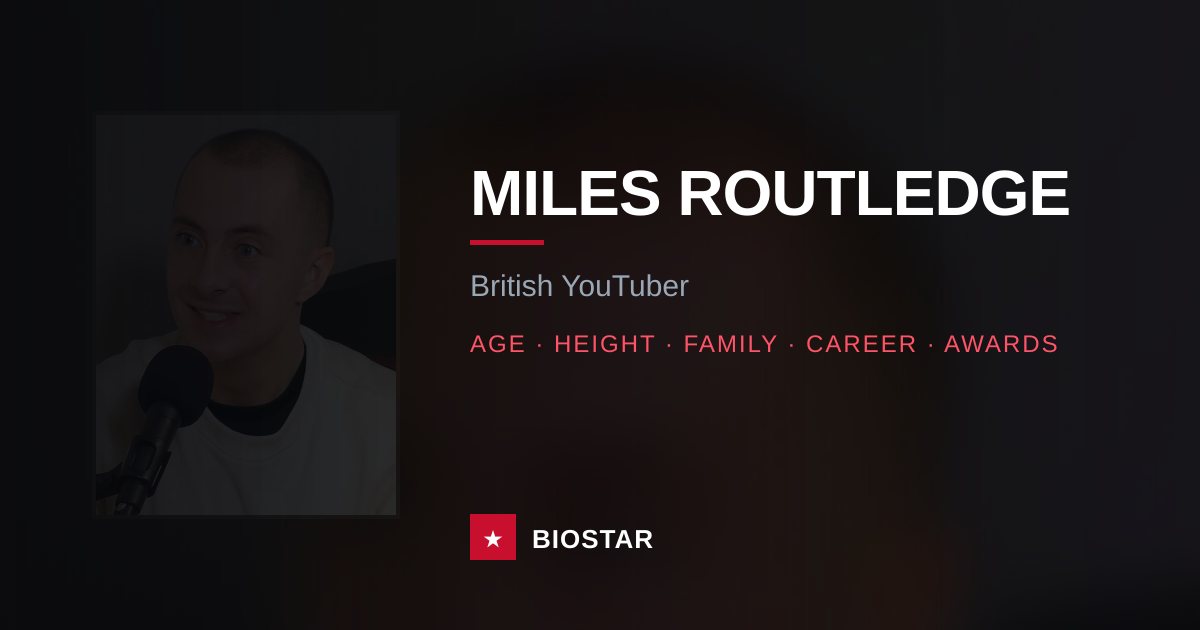 MILES ROUTLEDGE
British YouTuber
AGE · HEIGHT · FAMILY · CAREER · AWARDS
BIOSTAR